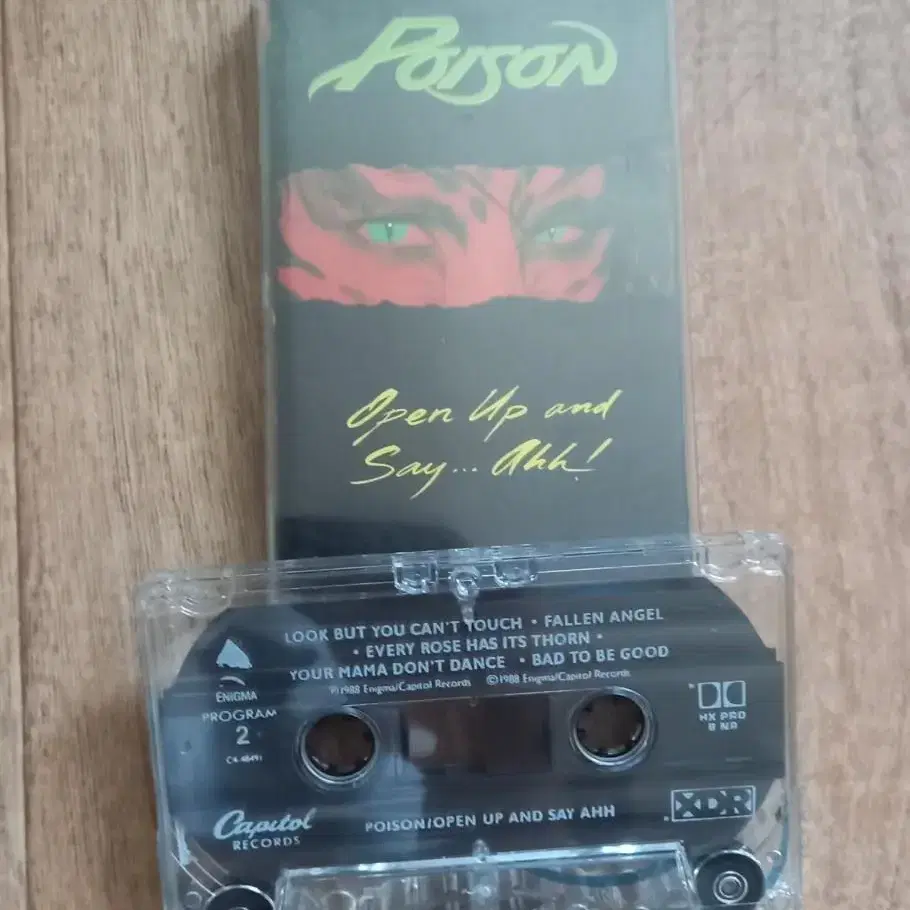 POISON
Open Up and
Say... Ahh!
LOOK BUT YOU CAN'T TOUCH • FALLEN ANGEL
• EVERY ROSE HAS ITS THORN •
YOUR MAMA DON'T DANCE • BAD TO BE GOOD
℗1988 Enigma/Capitol Records ©1988 Enigma/Capitol Records
ENIGMA
PROGRAM
2
HX PRO
B NR
Capitol
RECORDS
POISON/OPEN UP AND SAY AHH
XDR